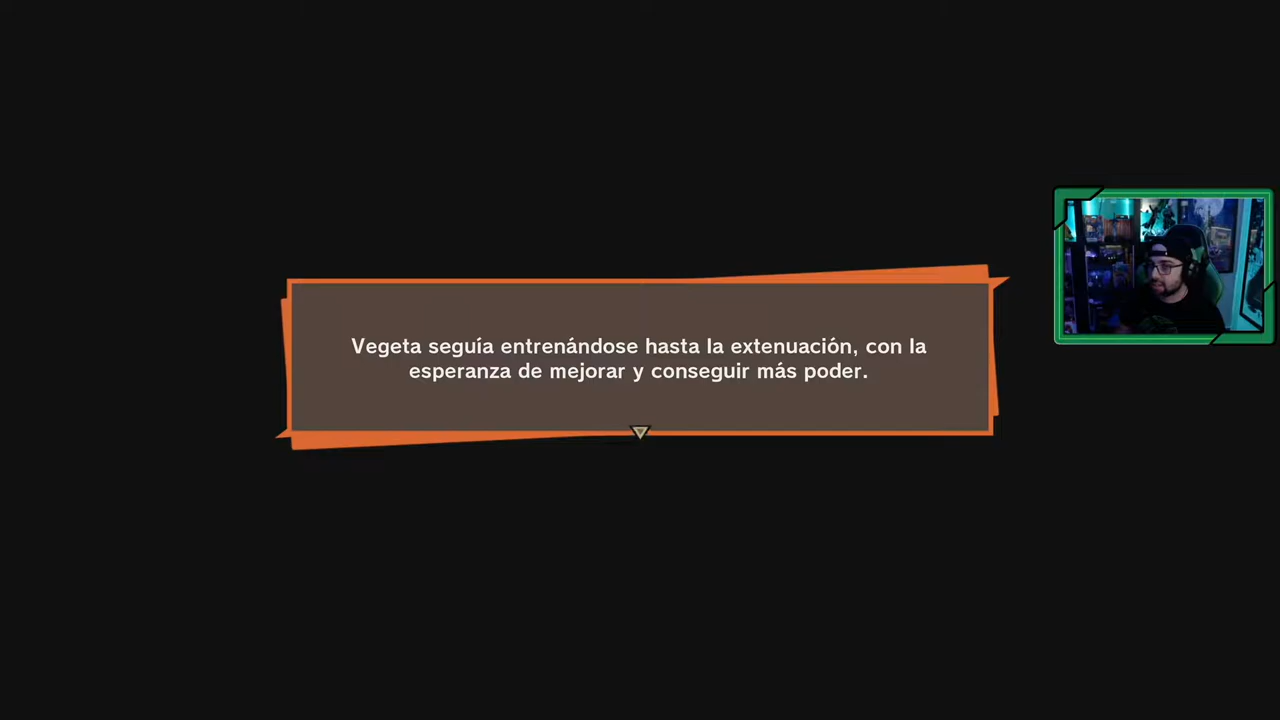 Vegeta seguía entrenándose hasta la extenuación, con la
esperanza de mejorar y conseguir más poder.